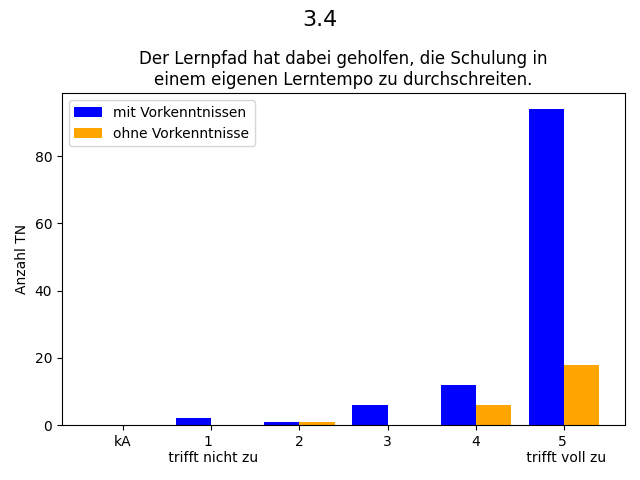 3.4
Der Lernpfad hat dabei geholfen, die Schulung in
einem eigenen Lerntempo zu durchschreiten.
mit Vorkenntnissen
ohne Vorkenntnisse
Anzahl TN
80
60
40
20
0
kA 1 2 3 4 5
trifft nicht zu trifft voll zu